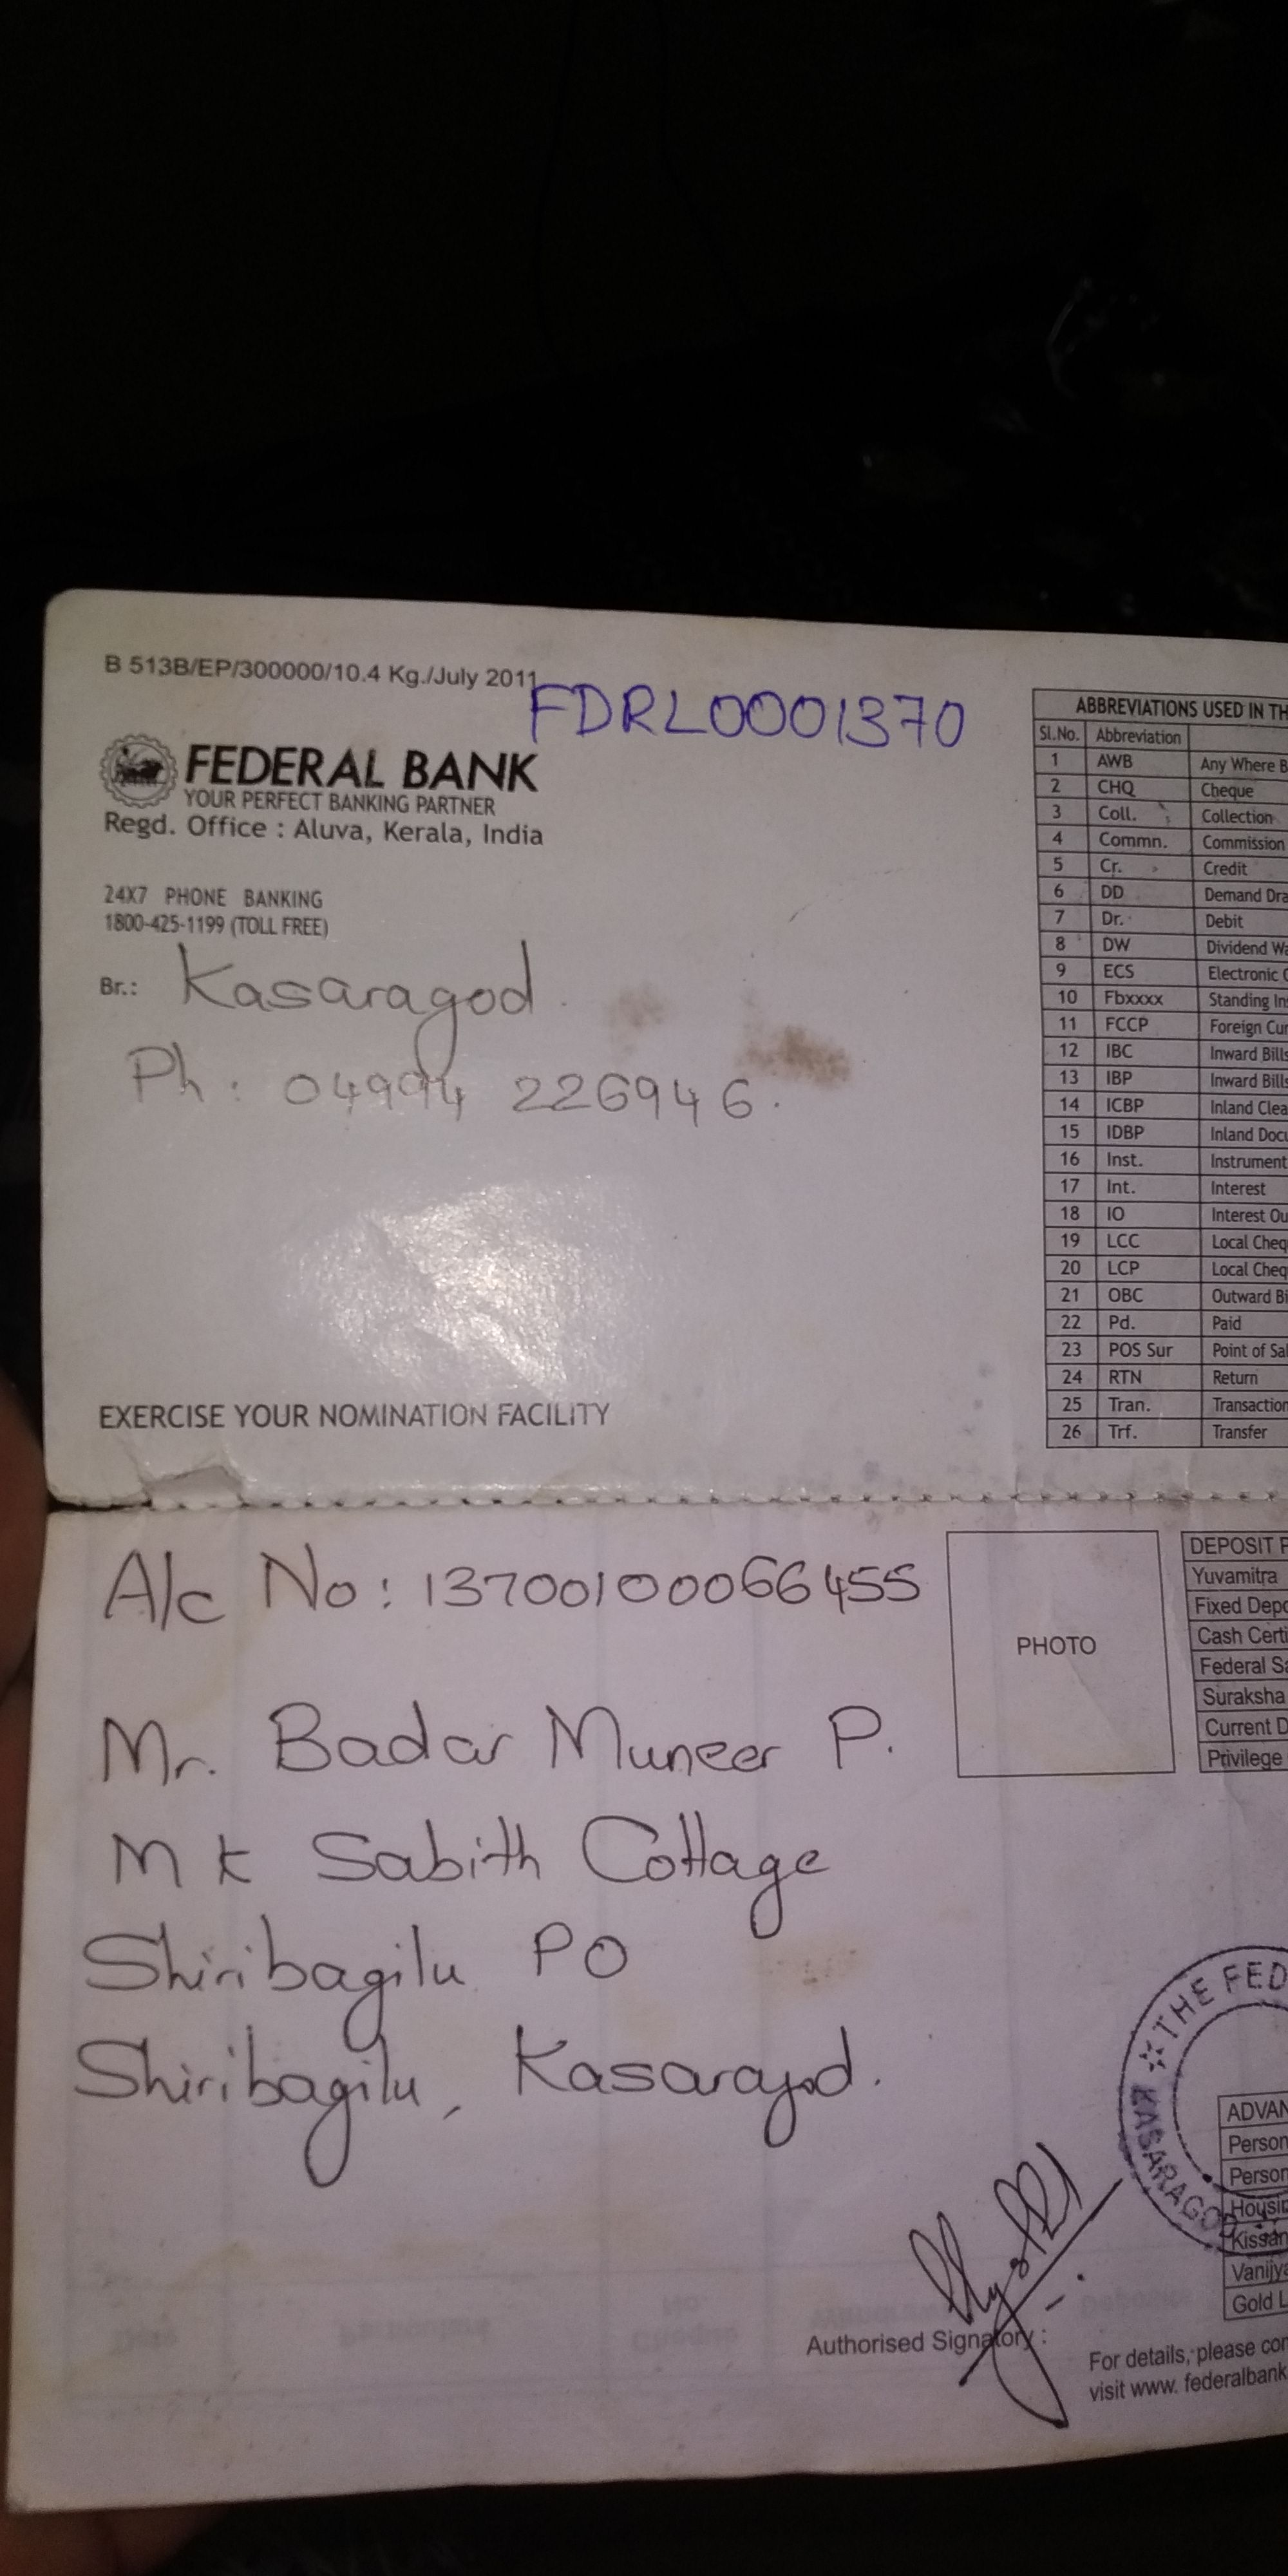 B 513B/EP/300000/10.4 Kg./July 2011
FDRL0001370
FEDERAL BANK
YOUR PERFECT BANKING PARTNER
Regd. Office : Aluva, Kerala, India
24X7 PHONE BANKING
1800-425-1199 (TOLL FREE)
Br.: Kasaragod.
Ph : 04994 226946.
EXERCISE YOUR NOMINATION FACILITY
ABBREVIATIONS USED IN TH
Sl.No. Abbreviation
1 AWB Any Where B
2 CHQ Cheque
3 Coll. Collection
4 Commn. Commission
5 Cr. Credit
6 DD Demand Dra
7 Dr. Debit
8 DW Dividend Wa
9 ECS Electronic C
10 Fbxxxx Standing Ins
11 FCCP Foreign Cur
12 IBC Inward Bills
13 IBP Inward Bills
14 ICBP Inland Clea
15 IDBP Inland Docu
16 Inst. Instrument
17 Int. Interest
18 IO Interest Ou
19 LCC Local Cheq
20 LCP Local Cheq
21 OBC Outward Bi
22 Pd. Paid
23 POS Sur Point of Sal
24 RTN Return
25 Tran. Transaction
26 Trf. Transfer
A/c No : 13700100066455
Mr. Badar Muneer P.
M K Sabith Cottage
Shiribagilu PO
Shiribagilu, Kasaragod.
PHOTO
DEPOSIT P
Yuvamitra
Fixed Depo
Cash Certi
Federal Sa
Suraksha
Current D
Privilege
THE FED
KASARAGOD
ADVAN
Person
Person
Housin
Kissan
Vanijya
Gold L
Authorised Signatory :
For details, please con
visit www. federalbank